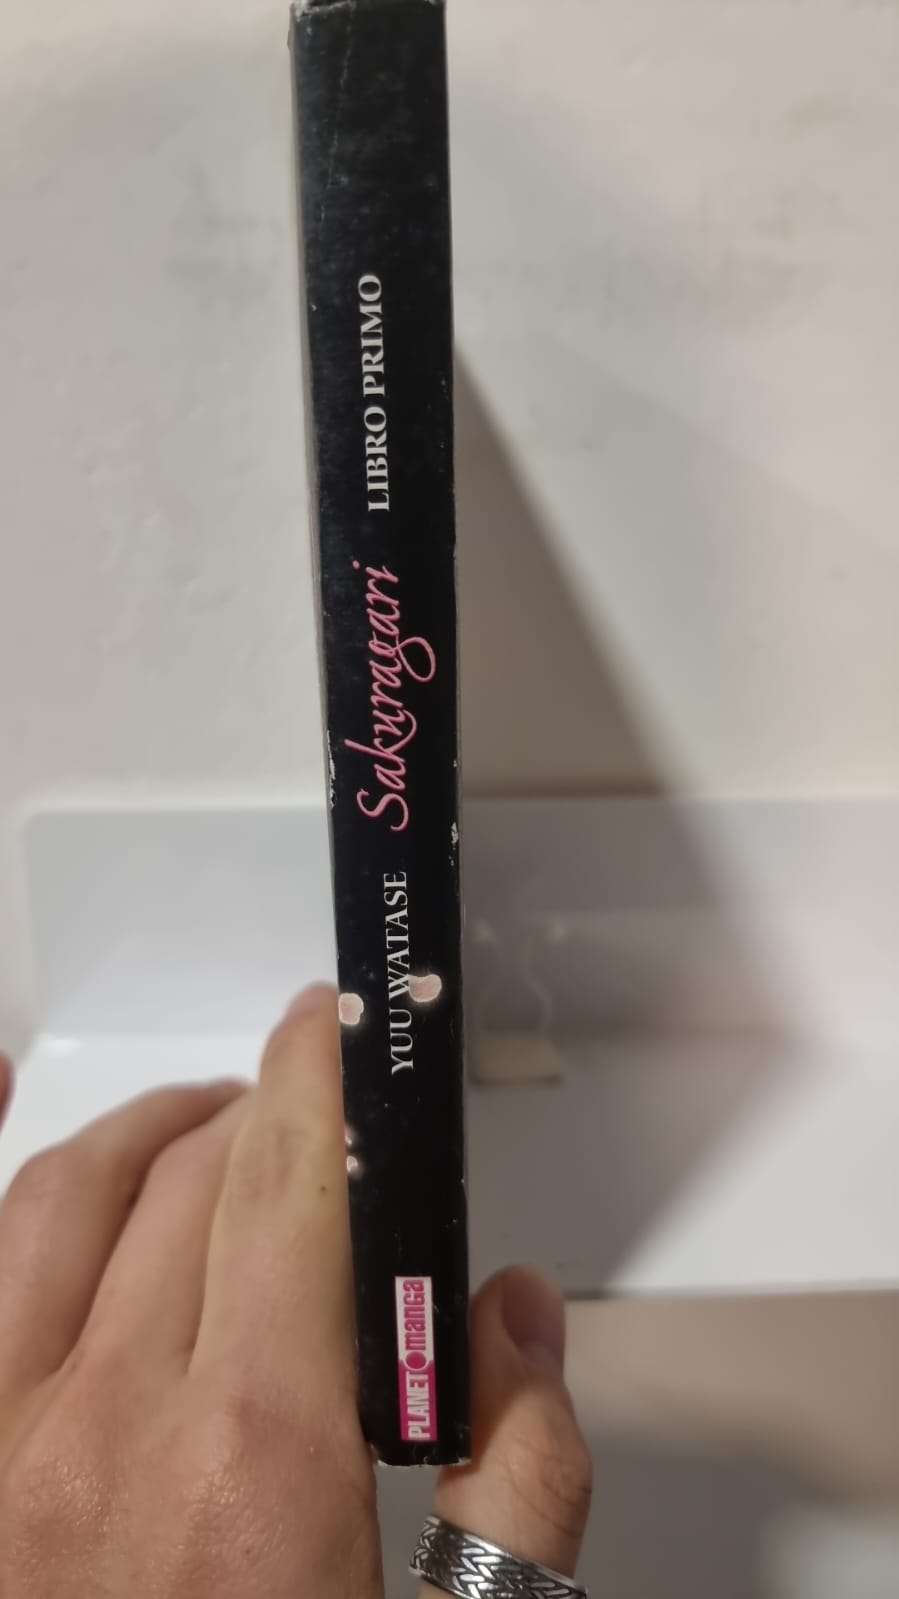 YUU WATASE Sakuragari LIBRO PRIMO
PLANET manga